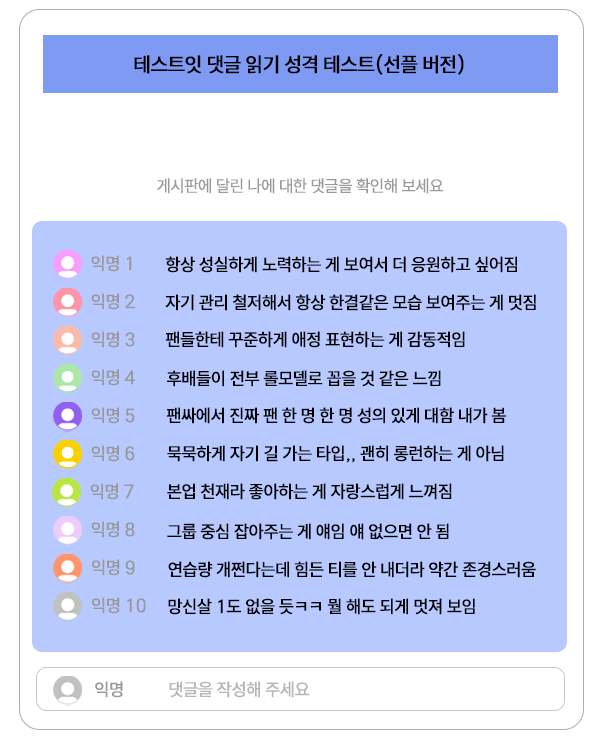 테스트잇 댓글 읽기 성격 테스트(선플 버전)
게시판에 달린 나에 대한 댓글을 확인해 보세요
익명 1 항상 성실하게 노력하는 게 보여서 더 응원하고 싶어짐
익명 2 자기 관리 철저해서 항상 한결같은 모습 보여주는 게 멋짐
익명 3 팬들한테 꾸준하게 애정 표현하는 게 감동적임
익명 4 후배들이 전부 롤모델로 꼽을 것 같은 느낌
익명 5 팬싸에서 진짜 팬 한 명 한 명 성의 있게 대함 내가 봄
익명 6 묵묵하게 자기 길 가는 타입,, 괜히 롱런하는 게 아님
익명 7 본업 천재라 좋아하는 게 자랑스럽게 느껴짐
익명 8 그룹 중심 잡아주는 게 얘임 얘 없으면 안 됨
익명 9 연습량 개쩐다는데 힘든 티를 안 내더라 약간 존경스러움
익명 10 망신살 1도 없을 듯ㅋㅋ 뭘 해도 되게 멋져 보임
익명 댓글을 작성해 주세요